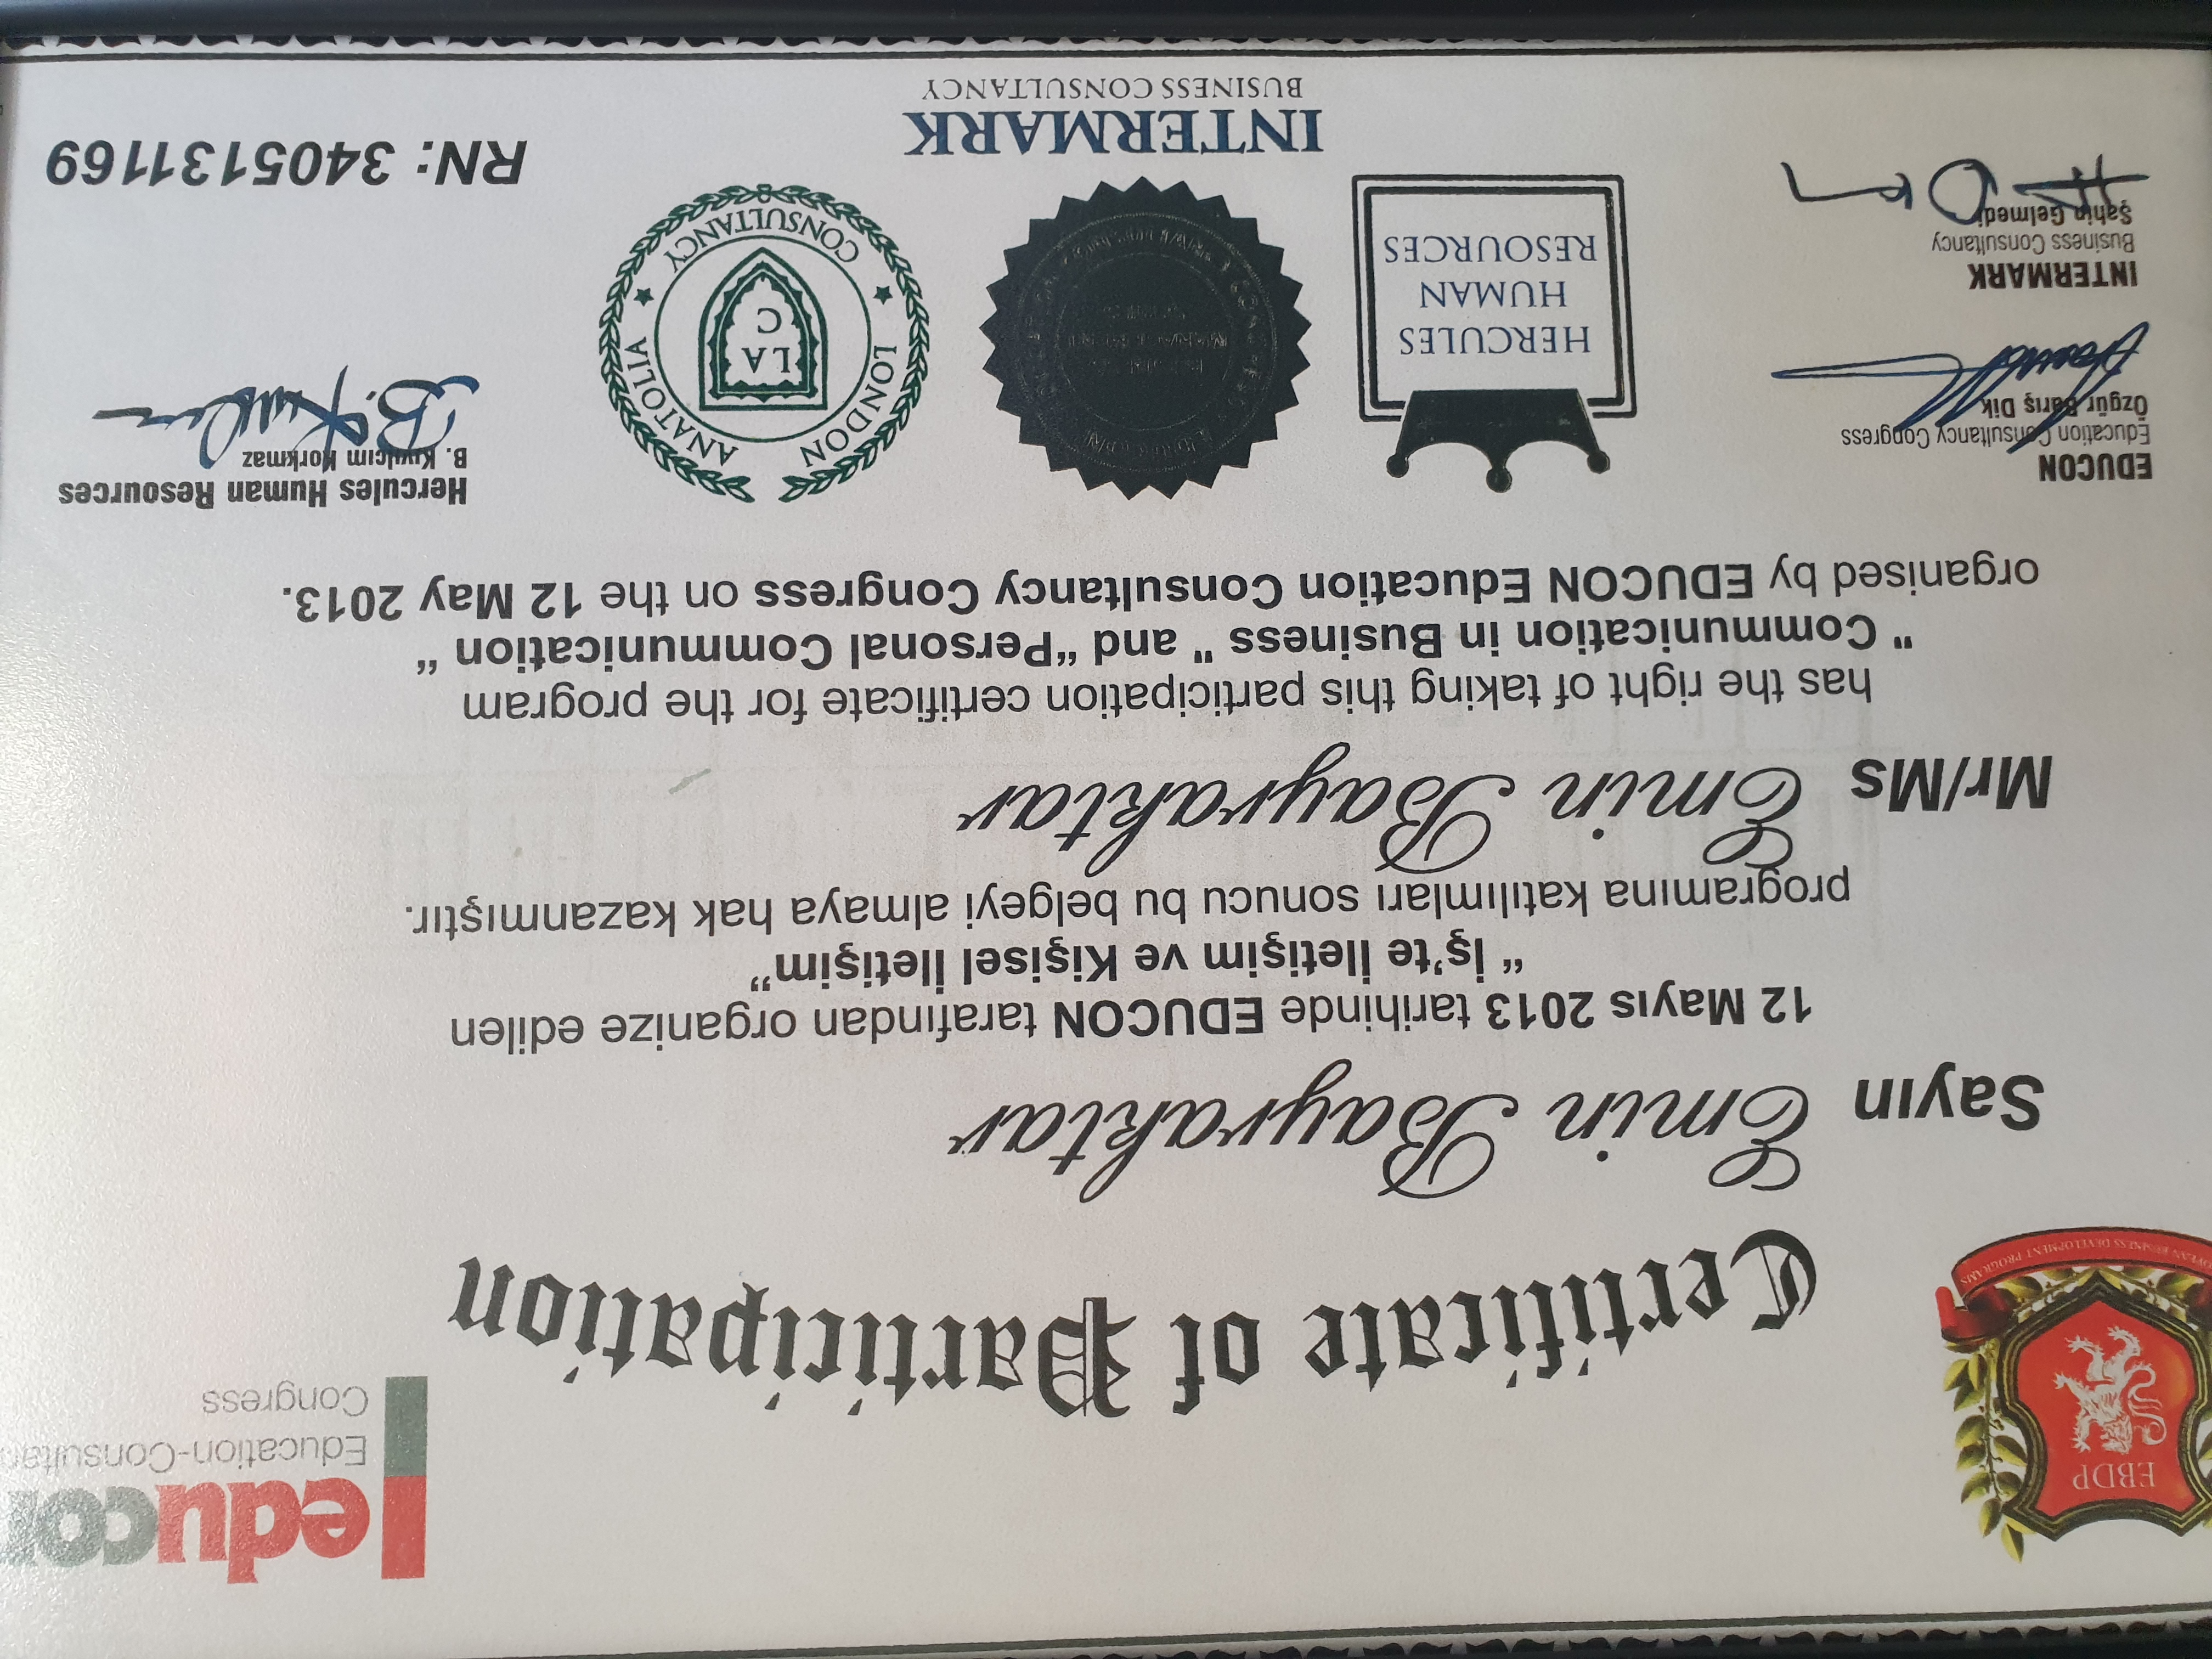 EBDP
educon
Education-Consulta
Congress
Certificate of Participation
Sayın Emin Bayraktar
12 Mayıs 2013 tarihinde EDUCON tarafından organize edilen
“ İş’te İletişim ve Kişisel İletişim”
programına katılımları sonucu bu belgeyi almaya hak kazanmıştır.
Mr/Ms Emin Bayraktar
has the right of taking this participation certificate for the program
" Communication in Business " and “Personal Communication “
organised by EDUCON Education Consultancy Congress on the 12 May 2013.
EDUCON
Education Consultancy Congress
Özgür Barış Dik
INTERMARK
Business Consultancy
Şahin Gelmedi
HERCULES
HUMAN
RESOURCES
LONDON ANATOLIA
CONSULTANCY
LA
C
Hercules Human Resources
B. Kıvılcım Korkmaz
INTERMARK
BUSINESS CONSULTANCY
RN: 3405131169